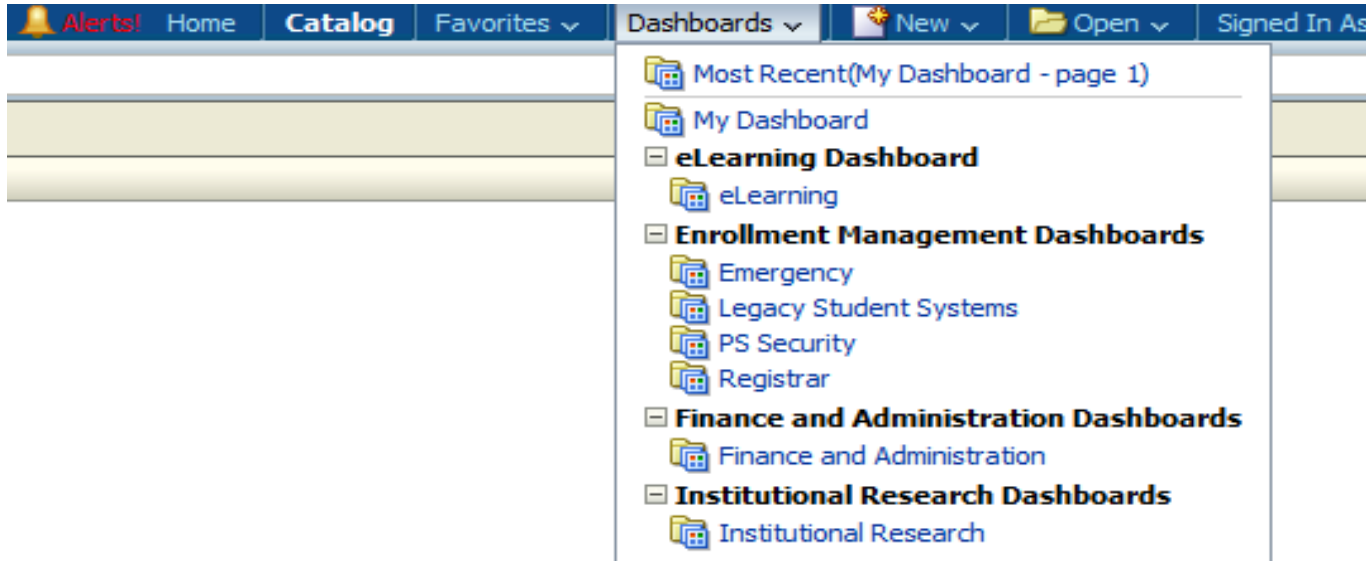 Alerts! Home Catalog Favorites Dashboards New Open Signed In As
Most Recent(My Dashboard - page 1)
My Dashboard
eLearning Dashboard
eLearning
Enrollment Management Dashboards
Emergency
Legacy Student Systems
PS Security
Registrar
Finance and Administration Dashboards
Finance and Administration
Institutional Research Dashboards
Institutional Research